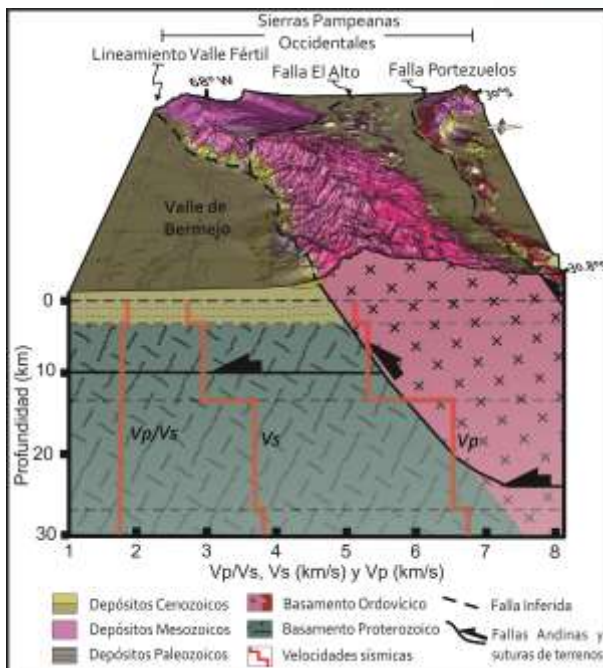 Sierras Pampeanas
Occidentales
Lineamiento Valle Fértil
Falla El Alto
Falla Portezuelos
68º W
30ºS
Valle de
Bermejo
30.8º
0
10
20
30
Profundidad (km)
Vp/Vs
Vs
Vp
1 2 3 4 5 6 7 8
Vp/Vs, Vs (km/s) y Vp (km/s)
Depósitos Cenozoicos
Basamento Ordovícico
Falla Inferida
Depósitos Mesozoicos
Basamento Proterozoico
Fallas Andinas y
suturas de terrenos
Depósitos Paleozoicos
Velocidades sísmicas